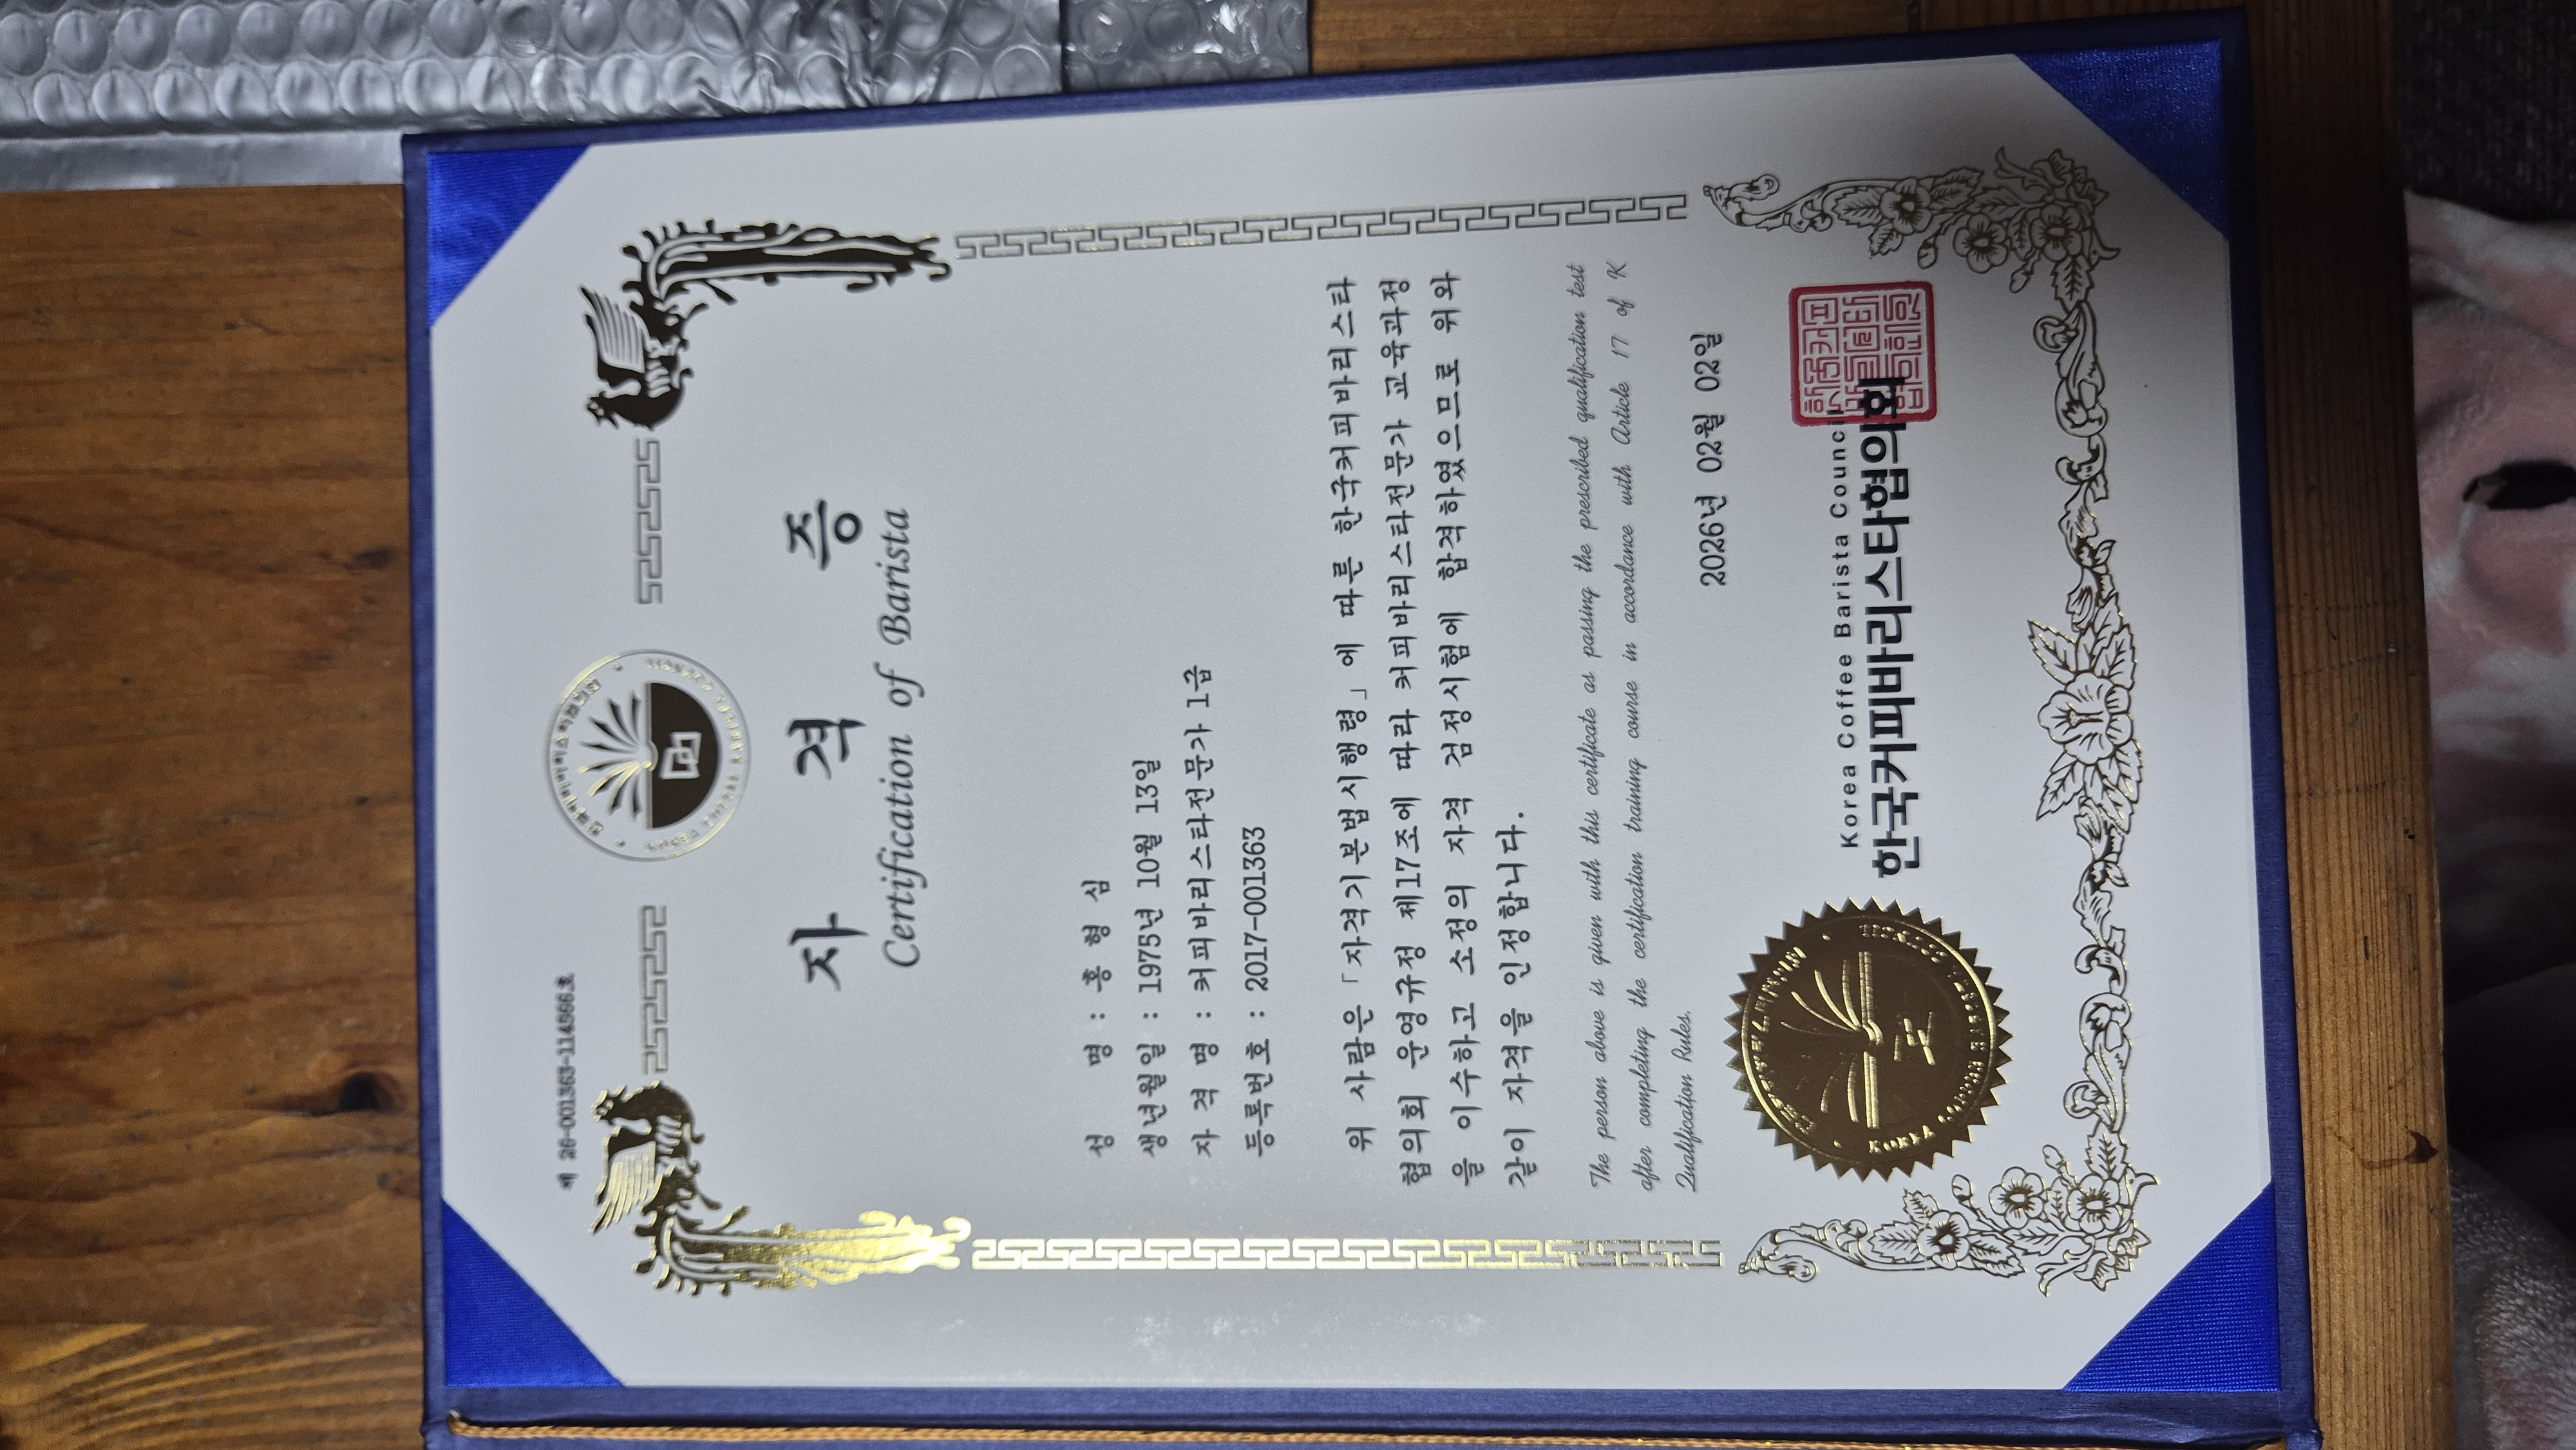 제 26-001363-114566호
자 격 증
Certification of Barista
성 명 : 홍 형 심
생년월일 : 1975년 10월 13일
자 격 명 : 커피바리스타전문가 1급
등록번호 : 2017-001363
위 사람은 「자격기본법시행령」에 따른 한국커피바리스타
협의회 운영규정 제17조에 따라 커피바리스타전문가 교육과정
을 이수하고 소정의 자격 검정시험에 합격하였으므로 위와
같이 자격을 인정합니다.
The person above is given with this certificate as passing the prescribed qualification test
after completing the certification training course in accordance with Article 17 of K
Qualification Rules.
2026년 02월 02일
Korea Coffee Barista Council
한국커피바리스타협의회